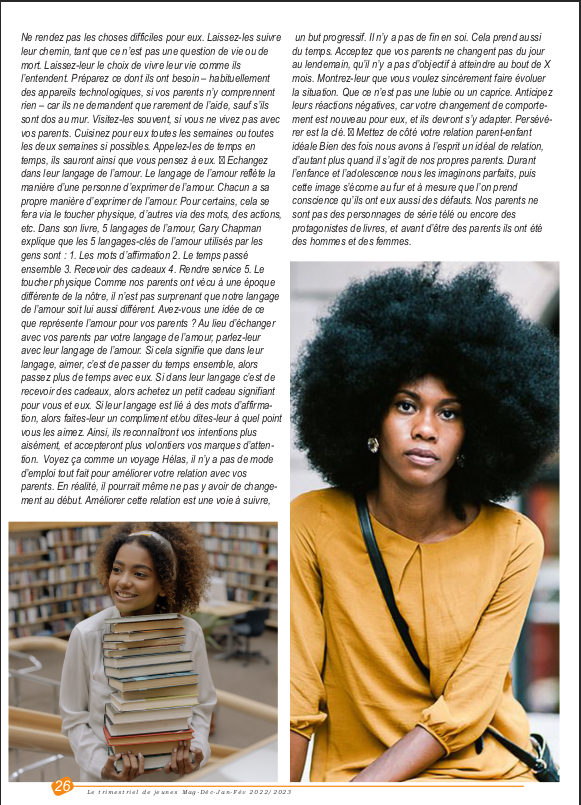 Ne rendez pas les choses difficiles pour eux. Laissez-les suivre
leur chemin, tant que ce n'est pas une question de vie ou de
mort. Laissez-leur le choix de vivre leur vie comme ils
l'entendent. Préparez ce dont ils ont besoin – habituellement
des appareils technologiques, si vos parents n'y comprennent
rien – car ils ne demandent que rarement de l'aide, sauf s'ils
sont dos au mur. Visitez-les souvent, si vous ne vivez pas avec
vos parents. Cuisinez pour eux toutes les semaines ou toutes
les deux semaines si possibles. Appelez-les de temps en
temps, ils sauront ainsi que vous pensez à eux. Echangez
dans leur langage de l'amour. Le langage de l'amour reflète la
manière d'une personne d'exprimer de l'amour. Chacun a sa
propre manière d'exprimer de l'amour. Pour certains, cela se
fera via le toucher physique, d'autres via des mots, des actions,
etc. Dans son livre, 5 langages de l'amour, Gary Chapman
explique que les 5 langages-clés de l'amour utilisés par les
gens sont : 1. Les mots d'affirmation 2. Le temps passé
ensemble 3. Recevoir des cadeaux 4. Rendre service 5. Le
toucher physique Comme nos parents ont vécu à une époque
différente de la nôtre, il n'est pas surprenant que notre langage
de l'amour soit lui aussi différent. Avez-vous une idée de ce
que représente l'amour pour vos parents ? Au lieu d'échanger
avec vos parents par votre langage de l'amour, parlez-leur
avec leur langage de l'amour. Si cela signifie que dans leur
langage, aimer, c'est de passer du temps ensemble, alors
passez plus de temps avec eux. Si dans leur langage c'est de
recevoir des cadeaux, alors achetez un petit cadeau signifiant
pour vous et eux. Si leur langage est lié à des mots d'affirma-
tion, alors faites-leur un compliment et/ou dites-leur à quel point
vous les aimez. Ainsi, ils reconnaîtront vos intentions plus
aisément, et accepteront plus volontiers vos marques d'atten-
tion. Voyez ça comme un voyage Hélas, il n'y a pas de mode
d'emploi tout fait pour améliorer votre relation avec vos
parents. En réalité, il pourrait même ne pas y avoir de change-
ment au début. Améliorer cette relation est une voie à suivre,
un but progressif. Il n'y a pas de fin en soi. Cela prend aussi
du temps. Acceptez que vos parents ne changent pas du jour
au lendemain, qu'il n'y a pas d'objectif à atteindre au bout de X
mois. Montrez-leur que vous voulez sincèrement faire évoluer
la situation. Que ce n'est pas une lubie ou un caprice. Anticipez
leurs réactions négatives, car votre changement de comporte-
ment est nouveau pour eux, et ils devront s'y adapter. Persévé-
rer est la clé. Mettez de côté votre relation parent-enfant
idéale Bien des fois nous avons à l'esprit un idéal de relation,
d'autant plus quand il s'agit de nos propres parents. Durant
l'enfance et l'adolescence nous les imaginons parfaits, puis
cette image s'écorne au fur et à mesure que l'on prend
conscience qu'ils ont eux aussi des défauts. Nos parents ne
sont pas des personnages de série télé ou encore des
protagonistes de livres, et avant d'être des parents ils ont été
des hommes et des femmes.
26
Le trimestriel de jeunes Mag-Déc-Jan-Fév 2022/2023